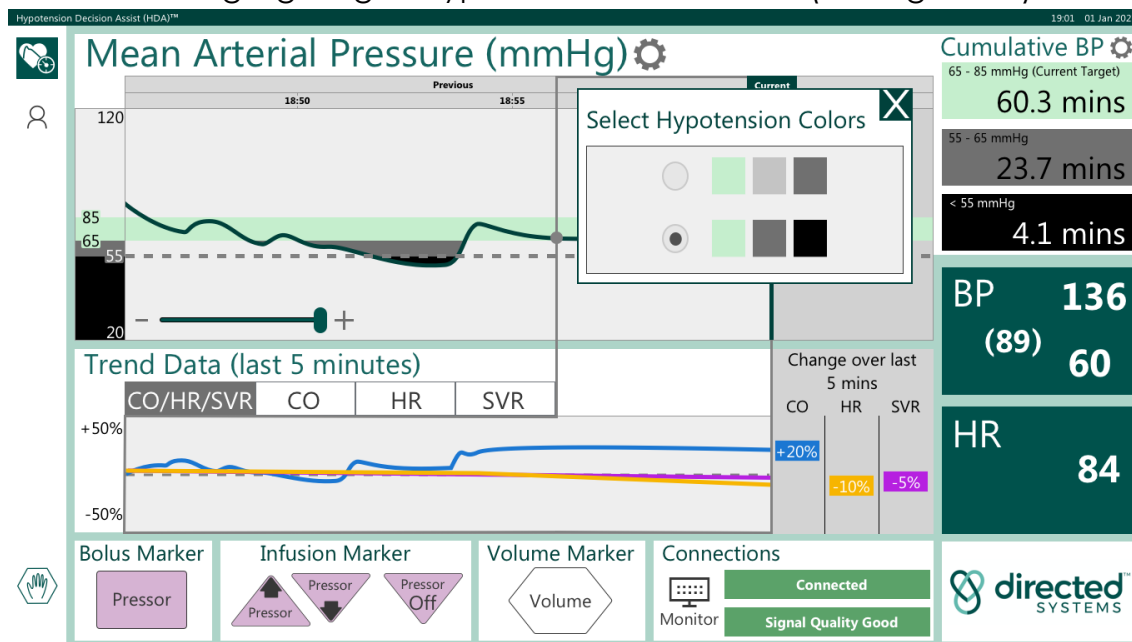 Hypotension Decision Assist (HDA)™
19:01 01 Jan 202
Mean Arterial Pressure (mmHg)
Previous
Current
18:50
18:55
120
85
65
55
20
- +
Select Hypotension Colors
X
Cumulative BP
65 - 85 mmHg (Current Target)
60.3 mins
55 - 65 mmHg
23.7 mins
< 55 mmHg
4.1 mins
BP
136
(89)
60
HR
84
Trend Data (last 5 minutes)
CO/HR/SVR CO HR SVR
+50%
-50%
Change over last
5 mins
CO HR SVR
+20%
-10%
-5%
Bolus Marker
Pressor
Infusion Marker
Pressor
Pressor
Pressor
Off
Volume Marker
Volume
Connections
Monitor
Connected
Signal Quality Good
directed™
SYSTEMS